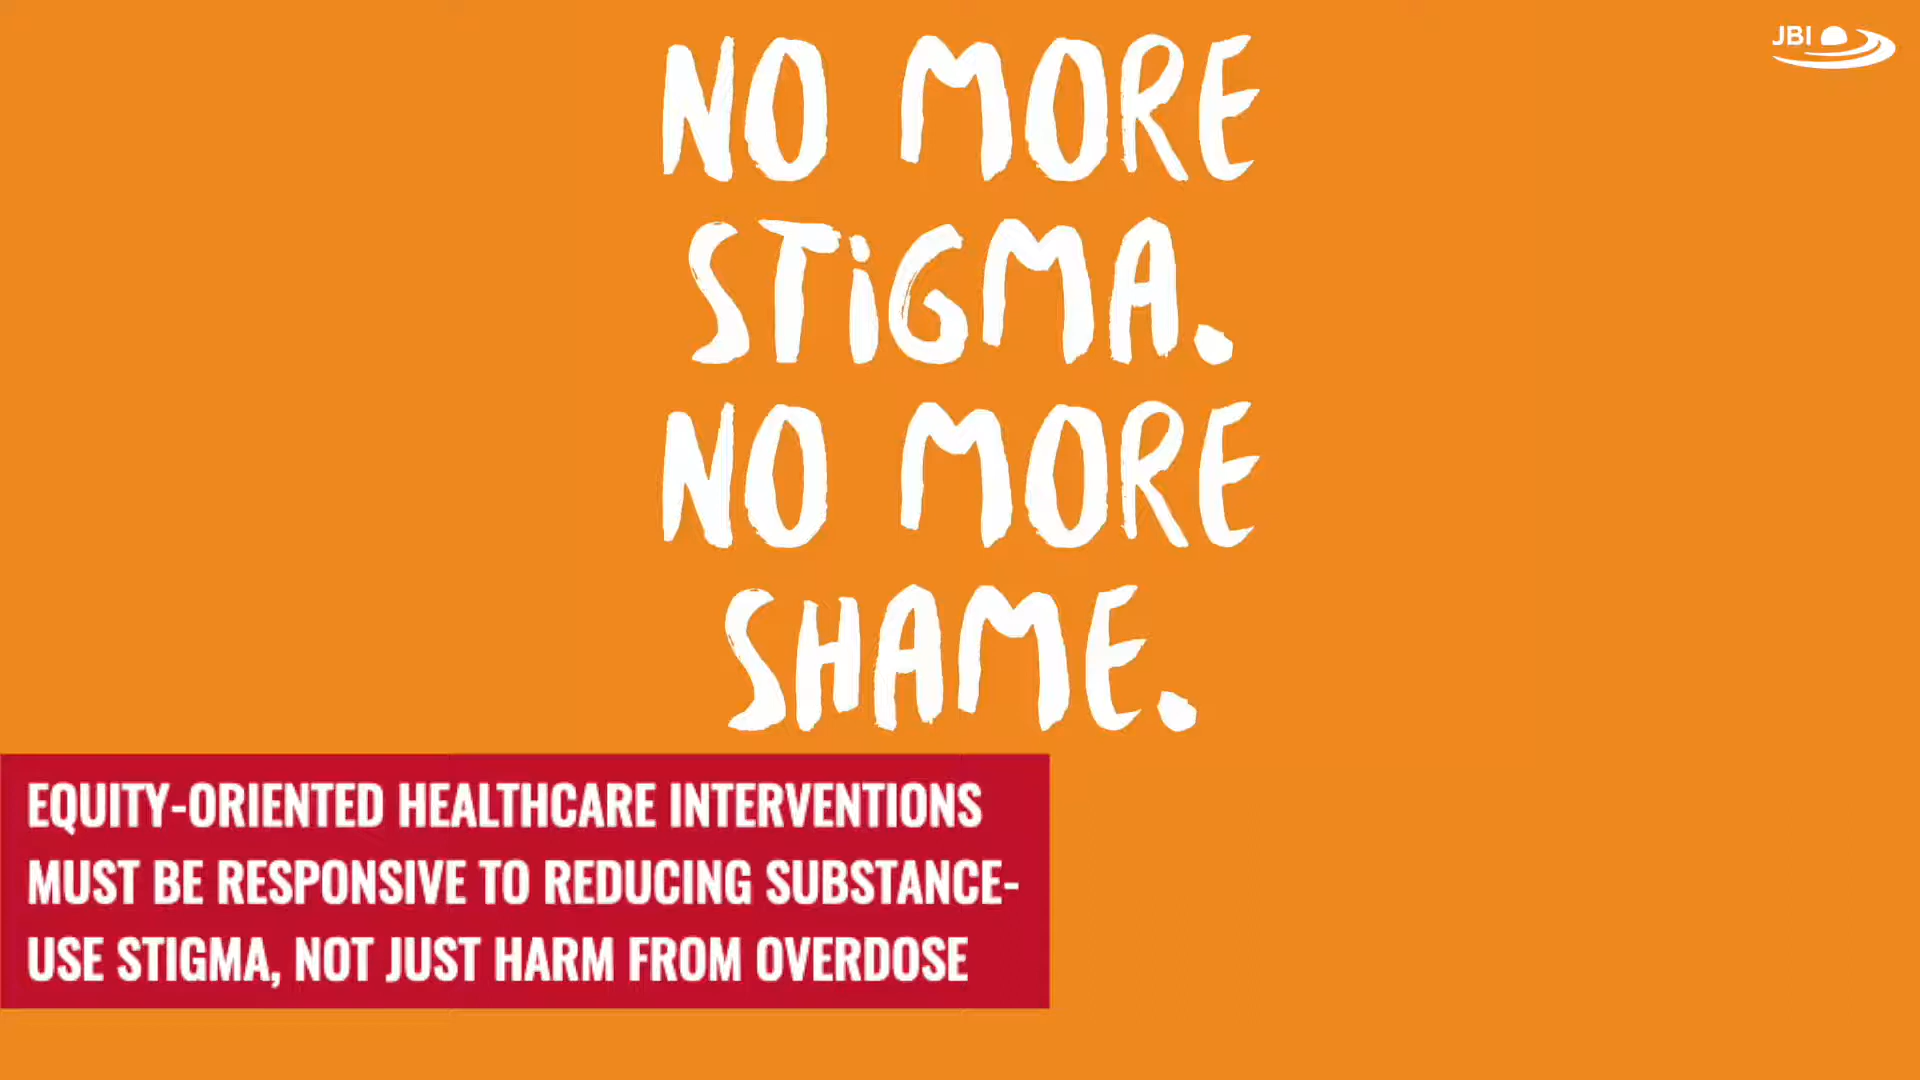 JBI
NO MORE
STiGMA.
NO MORE
SHAME.
EQUITY-ORIENTED HEALTHCARE INTERVENTIONS
MUST BE RESPONSIVE TO REDUCING SUBSTANCE-
USE STIGMA, NOT JUST HARM FROM OVERDOSE